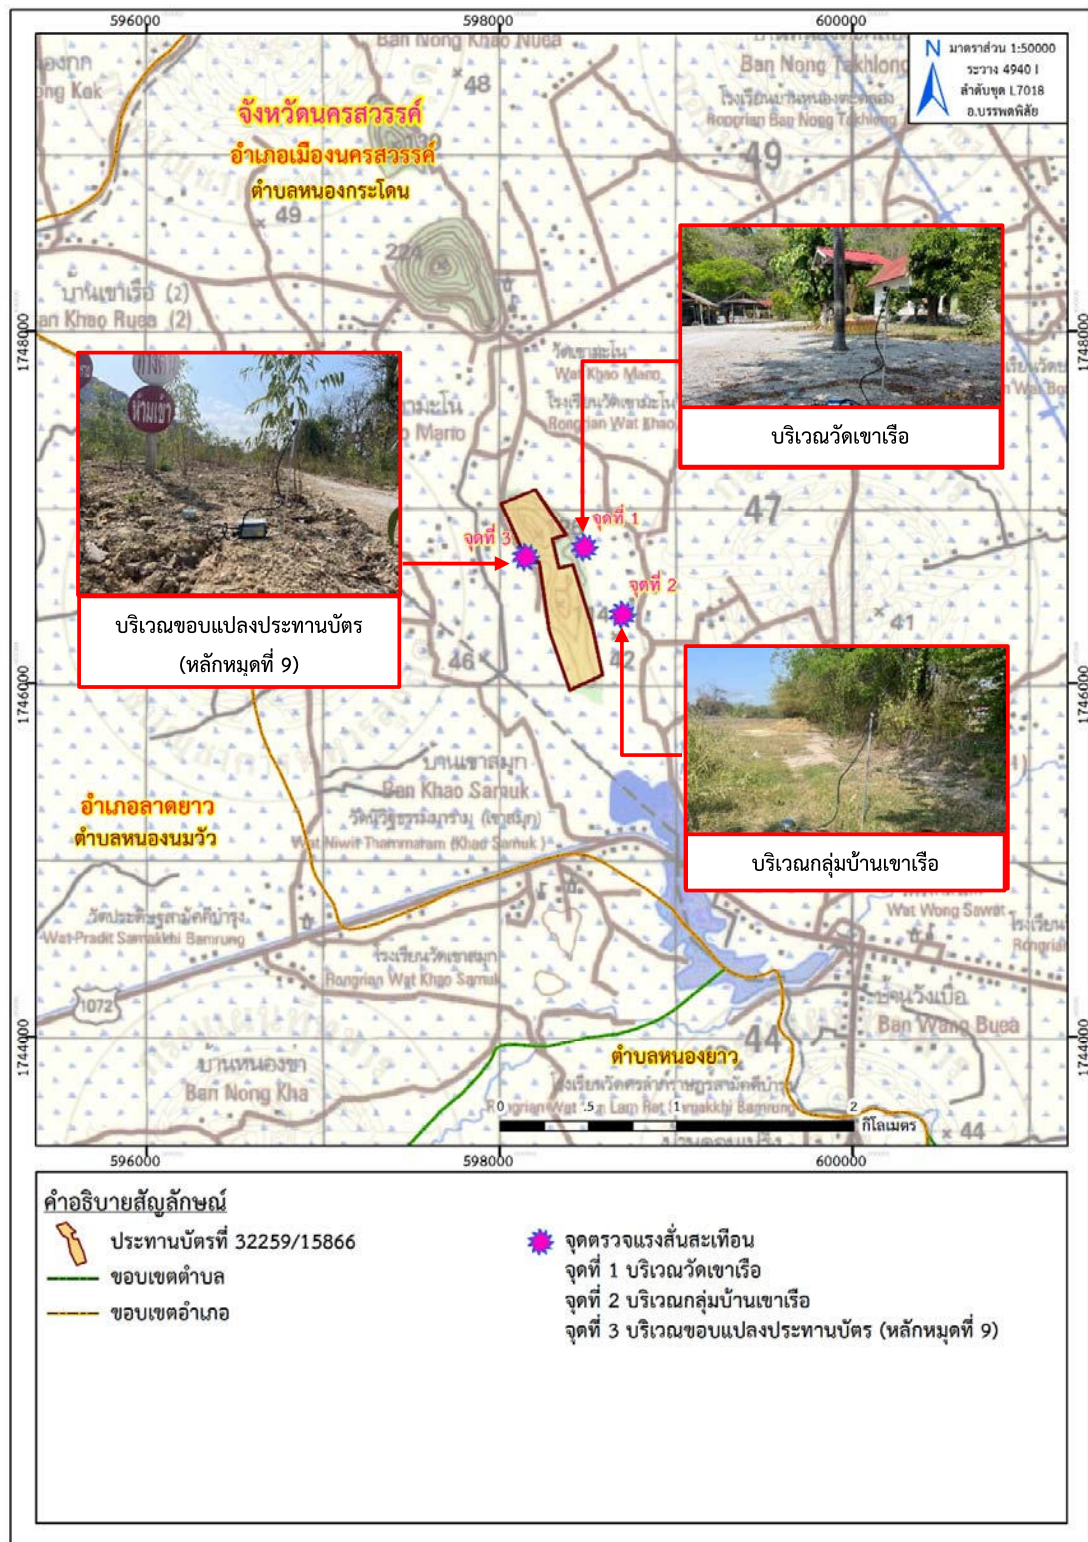 596000
598000
600000
N
มาตราส่วน 1:50000
ระวาง 4940 I
ลำดับชุด L7018
อ.บรรพตพิสัย
Ban Nong Khao Nuea
48
ong Kok
Ban Nong Takhlong
โรงเรียนบ้านหนองตะคลอง
Rongrian Ban Nong Takhlong
จังหวัดนครสวรรค์
อำเภอเมืองนครสวรรค์
ตำบลหนองกระโดน
49
49
224
บ้านเขาเรือ (2)
an Khao Ruea (2)
1748000
1748000
วัดเขามะโน
Wat Khao Mano
โรงเรียนวัดเขามะโน
Rongrian Wat Khao
Mano
ห้ามเข้า
บริเวณวัดเขาเรือ
47
จุดที่ 1
จุดที่ 3
จุดที่ 2
41
42
46
บริเวณขอบแปลงประทานบัตร
(หลักหมุดที่ 9)
1746000
1746000
บ้านเขาสมุก
Ban Khao Samuk
อำเภอลาดยาว
ตำบลหนองนมวัว
Wat Niwit Thammaram (Khao Samuk)
บริเวณกลุ่มบ้านเขาเรือ
Wat Wong Sawat
วัดประดิษฐสามัคคีบำรุง
Wat Pradit Samakkhi Bamrung
โรงเรียนวัดเขาสมุก
Rongrian Wat Khao Samuk
Rongrian
1072
บ้านวังเบื่อ
Ban Wang Buea
1744000
1744000
44
บ้านหนองขา
Ban Nong Kha
ตำบลหนองยาว
0 .5 1 2
กิโลเมตร
44
596000
598000
600000
คำอธิบายสัญลักษณ์
ประทานบัตรที่ 32259/15866
ขอบเขตตำบล
ขอบเขตอำเภอ
จุดตรวจแรงสั่นสะเทือน
จุดที่ 1 บริเวณวัดเขาเรือ
จุดที่ 2 บริเวณกลุ่มบ้านเขาเรือ
จุดที่ 3 บริเวณขอบแปลงประทานบัตร (หลักหมุดที่ 9)